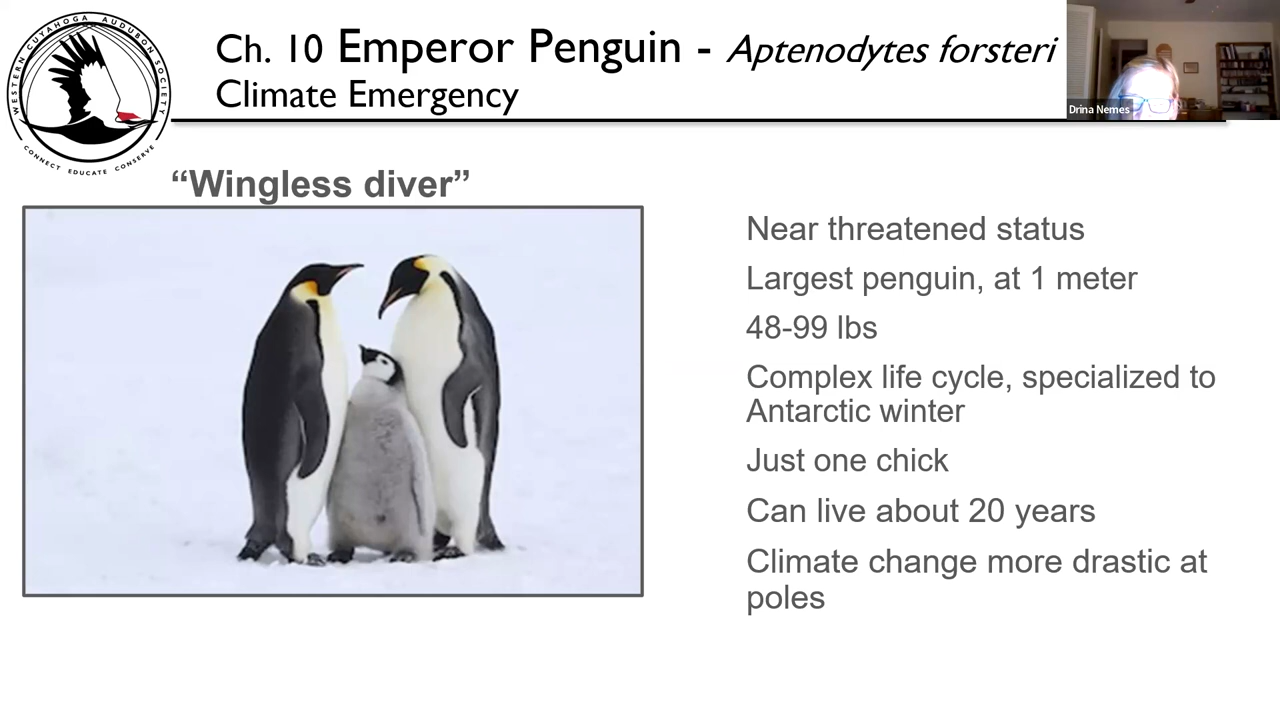 WESTERN CUYAHOGA AUDUBON SOCIETY
CONNECT EDUCATE CONSERVE
Ch. 10 Emperor Penguin - Aptenodytes forsteri
Climate Emergency
Drina Nemes
“Wingless diver”
Near threatened status
Largest penguin, at 1 meter
48-99 lbs
Complex life cycle, specialized to
Antarctic winter
Just one chick
Can live about 20 years
Climate change more drastic at
poles